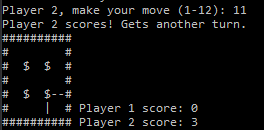 Player 2, make your move (1-12): 11
Player 2 scores! Gets another turn.
##########
#        #
#  $  $  #
#        #
#  $  $--#
#     |  # Player 1 score: 0
########## Player 2 score: 3